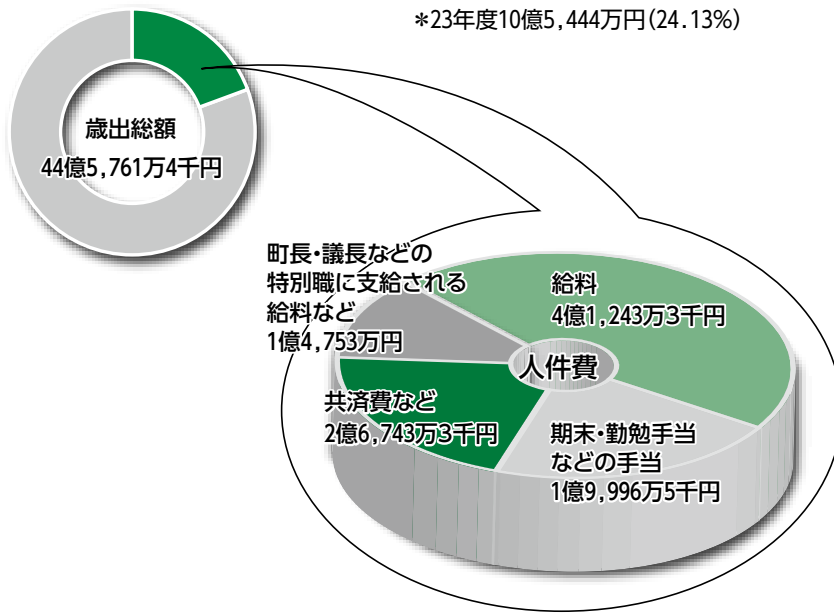 *23年度10億5,444万円(24.13%)
歳出総額
44億5,761万4千円
町長・議長などの
特別職に支給される
給料など
1億4,753万円
給料
4億1,243万3千円
人件費
共済費など
2億6,743万3千円
期末・勤勉手当
などの手当
1億9,996万5千円